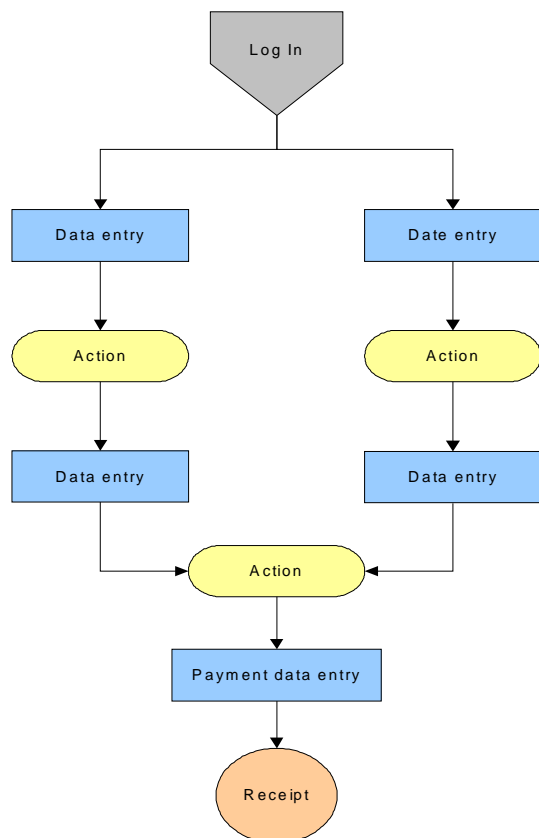 Log In
Data entry
Date entry
Action
Action
Data entry
Data entry
Action
Payment data entry
Receipt